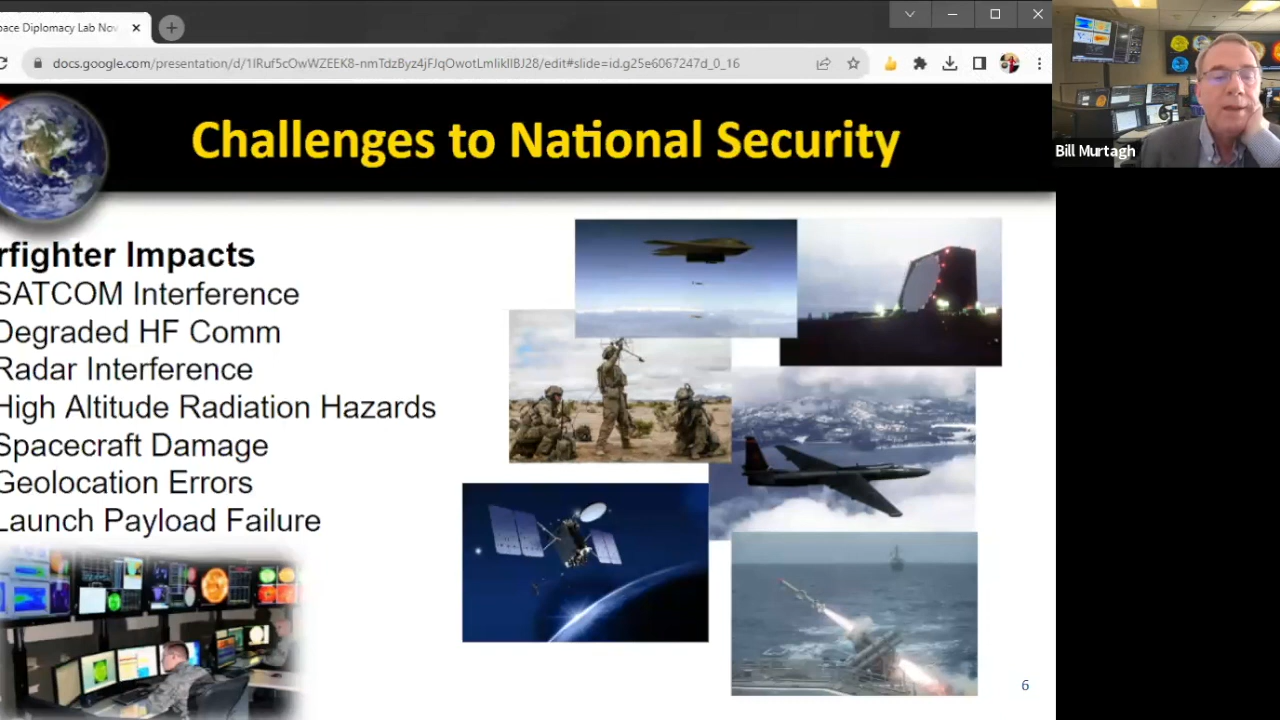 pace Diplomacy Lab Nov
docs.google.com/presentation/d/1IRuf5cOwWZEEK8-nmTdzByz4jFJqOwotLmlikIlBJ28/edit#slide=id.g25e6067247d_0_16
Challenges to National Security
Bill Murtagh
rfighter Impacts
SATCOM Interference
Degraded HF Comm
Radar Interference
High Altitude Radiation Hazards
Spacecraft Damage
Geolocation Errors
Launch Payload Failure
6